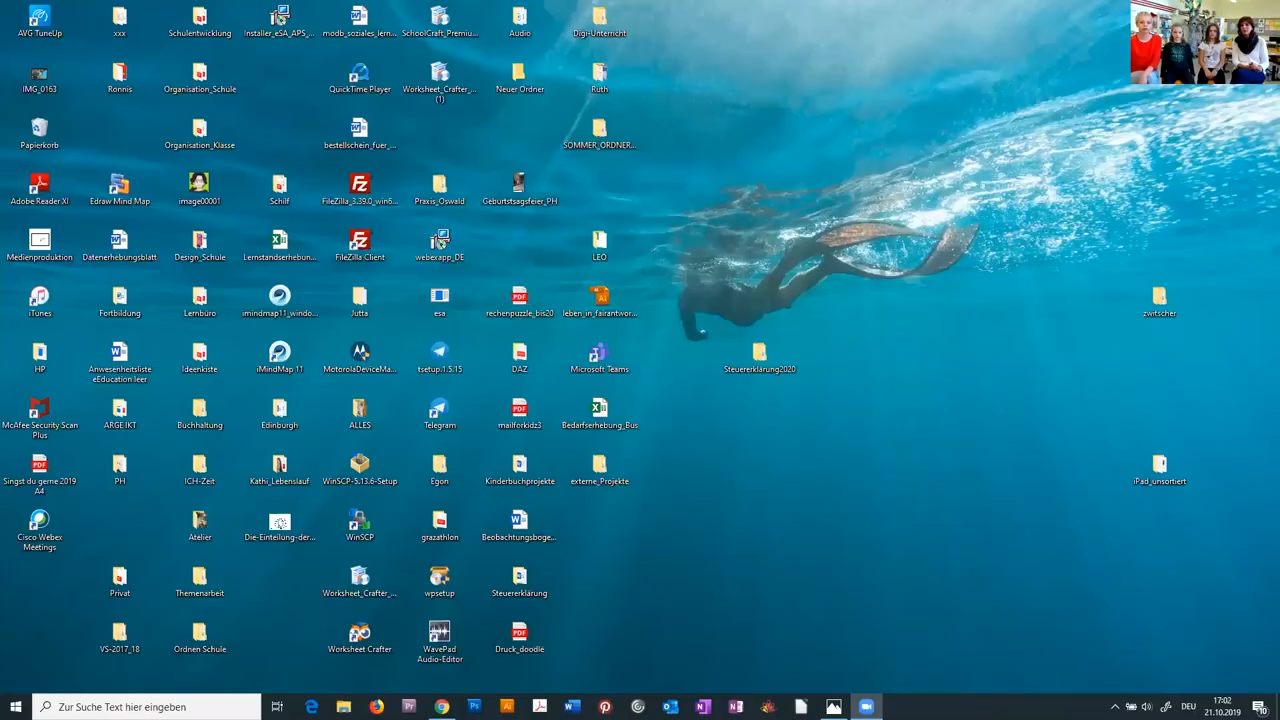 AVG TuneUp
xxx
Schulentwicklung
Installer_eSA_APS_...
modb_soziales_lern...
SchoolCraft_Premiu...
Audio
Digi-Unterricht
IMG_0163
Ronnis
Organisation_Schule
QuickTime Player
Worksheet_Crafter_...
(1)
Neuer Ordner
Ruth
Papierkorb
Organisation_Klasse
bestellschein_fuer_...
SOMMER_ORDNER...
Adobe Reader XI
Edraw Mind Map
image00001
Schilf
FileZilla_3.39.0_win6...
Praxis_Oswald
Geburtstagsfeier_PH
Medienproduktion
Datenerhebungsblatt
Design_Schule
Lernstandserhebun...
FileZilla Client
webexapp_DE
LEO
iTunes
Fortbildung
Lernbüro
imindmap11_windo...
Jutta
esa
rechenpuzzle_bis20
leben_in_fairantwor...
zwitscher
HP
Anwesenheitsliste
eEducation leer
Ideenkiste
iMindMap 11
MotorolaDeviceMa...
tsetup.1.5.15
DAZ
Microsoft Teams
Steuererklärung2020
McAfee Security Scan
Plus
ARGE IKT
Buchhaltung
Edinburgh
ALLES
Telegram
mailforkidz3
Bedarfserhebung_Bus
Singst du gerne 2019
A4
PH
ICH-Zeit
Kathi_Lebenslauf
WinSCP-5.13.6-Setup
Egon
Kinderbuchprojekte
externe_Projekte
iPad_unsortiert
Cisco Webex
Meetings
Atelier
Die-Einteilung-der...
WinSCP
grazathlon
Beobachtungsboge...
Privat
Themenarbeit
Worksheet_Crafter_...
wpsetup
Steuererklärung
VS-2017_18
Ordnen Schule
Worksheet Crafter
WavePad
Audio-Editor
Druck_doodle
Zur Suche Text hier eingeben
DEU
17:02
21.10.2019
10